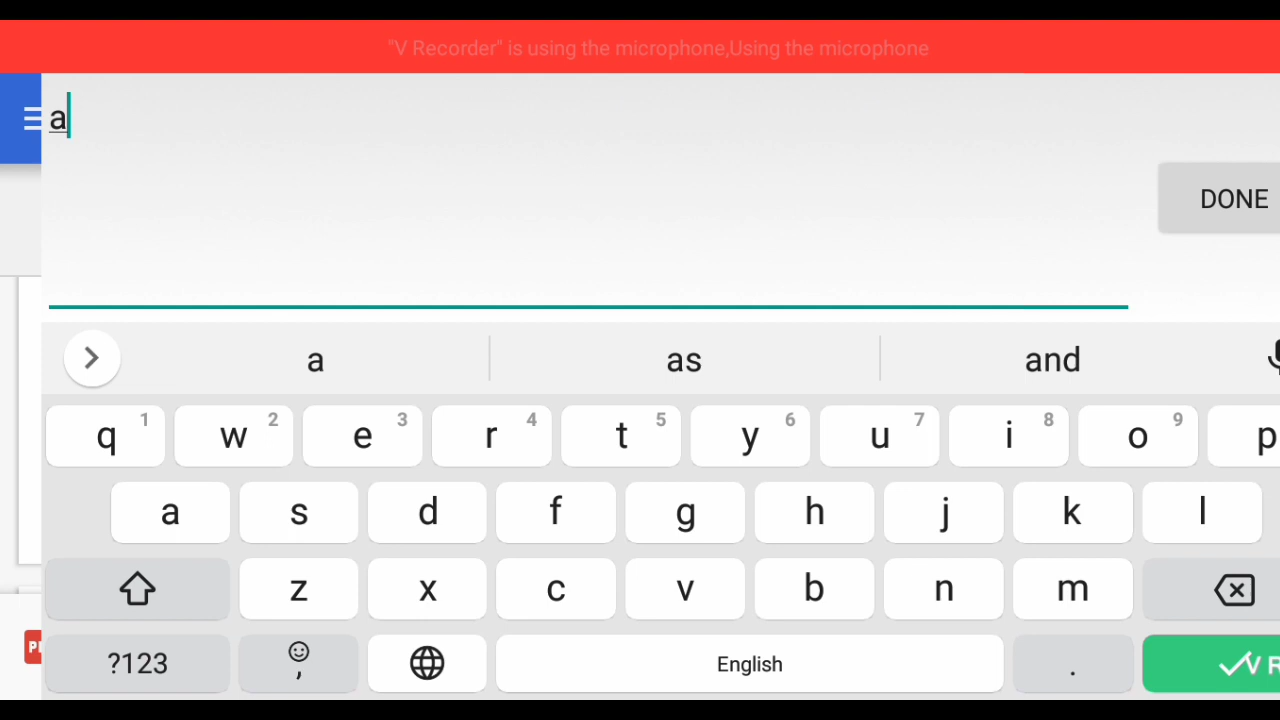 "V Recorder" is using the microphone,Using the microphone
a
DONE
a as and
q 1 w 2 e 3 r 4 t 5 y 6 u 7 i 8 o 9 p
a s d f g h j k l
z x c v b n m
?123 , English .
V R